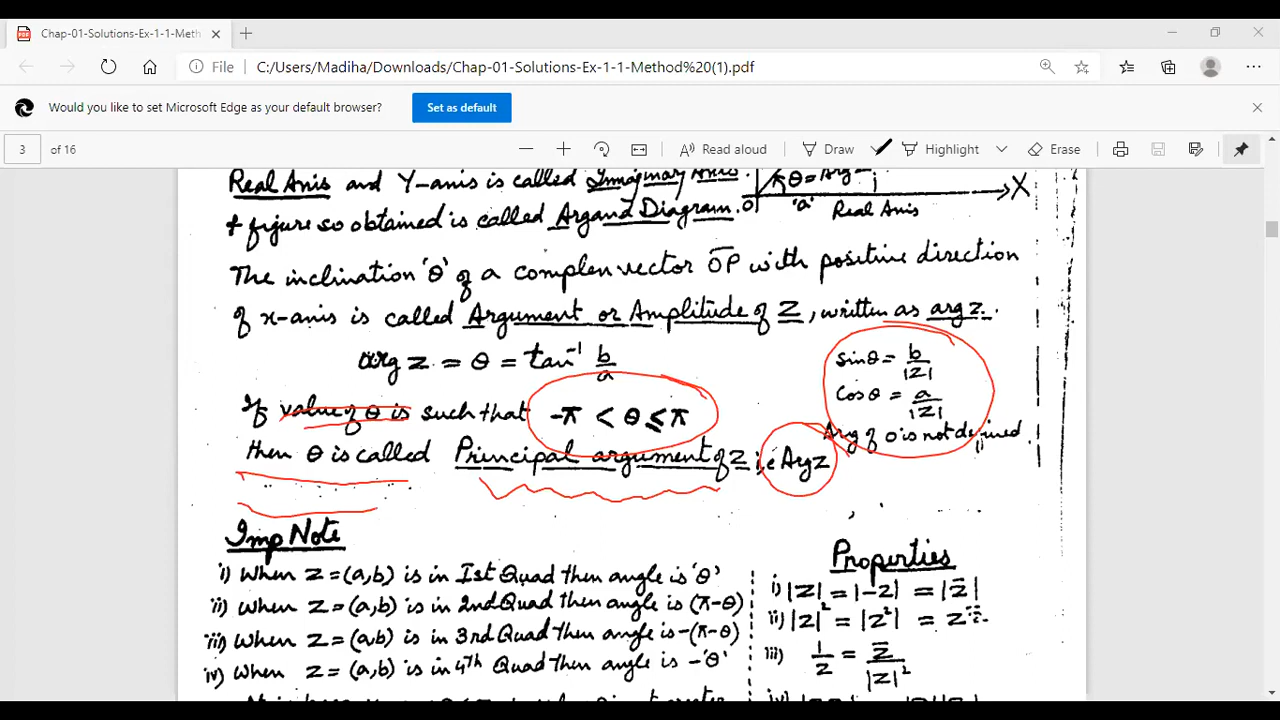 Chap-01-Solutions-Ex-1-1-Meth
File C:/Users/Madiha/Downloads/Chap-01-Solutions-Ex-1-1-Method%20(1).pdf
Would you like to set Microsoft Edge as your default browser? Set as default
3 of 16 Read aloud Draw Highlight Erase
Real Axis and Y-axis is called Imaginary Axis.
θ = Arg
X
& figure so obtained is called Argand Diagram.
0 'a' Real Axis
The inclination 'θ' of a complex vector O̅P̅ with positive direction
of x-axis is called Argument or Amplitude of Z, written as arg z.
arg z = θ = tan⁻¹ b/a
sinθ = b/|Z|
Cosθ = a/|Z|
If value of θ is such that -π < θ ≤ π
Arg of 0 is not defined
then θ is called Principal argument of z i.e Arg z
Imp Note
Properties
i) When z = (a,b) is in Ist Quad then angle is 'θ'
ii) When z = (a,b) is in 2nd Quad then angle is (π-θ)
iii) When z = (a,b) is in 3rd Quad then angle is -(π-θ)
iv) When z = (a,b) is in 4th Quad then angle is -'θ'
i) |Z| = |-Z| = |z̅|
ii) |z|² = |z²| = z
iii) 1/z = z̅/|z|²